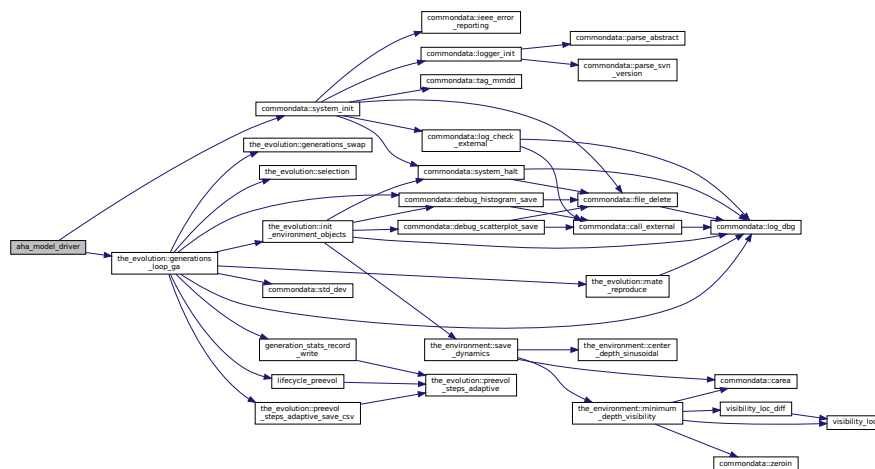 commondata::ieee_error
_reporting
commondata::parse_abstract
commondata::logger_init
commondata::parse_svn
_version
commondata::tag_mmdd
commondata::system_init
commondata::log_check
_external
the_evolution::generations_swap
the_evolution::selection
commondata::system_halt
commondata::debug_histogram_save
commondata::file_delete
the_evolution::init
_environment_objects
commondata::debug_scatterplot_save
commondata::call_external
commondata::log_dbg
aha_model_driver
the_evolution::generations
_loop_ga
the_evolution::mate
_reproduce
commondata::std_dev
generation_stats_record
_write
the_environment::save
_dynamics
the_environment::center
_depth_sinusoidal
lifecycle_preevol
the_evolution::preevol
_steps_adaptive
commondata::carea
the_evolution::preevol
_steps_adaptive_save_csv
the_environment::minimum
_depth_visibility
visibility_loc_diff
visibility_loc
commondata::zeroin